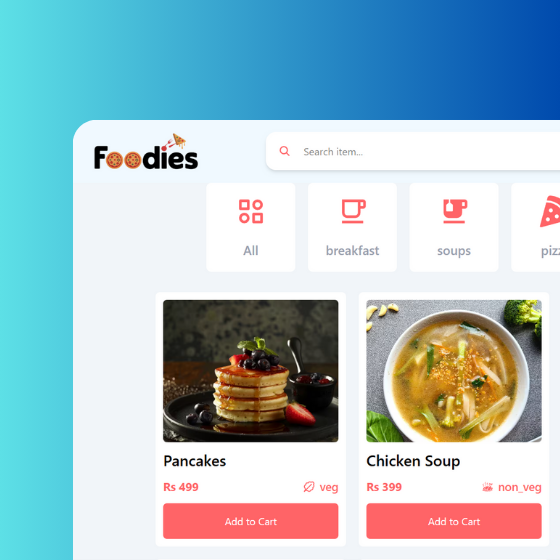 Foodies
Search item...
All
breakfast
soups
Pancakes
Rs 499
veg
Add to Cart
Chicken Soup
Rs 399
non_veg
Add to Cart